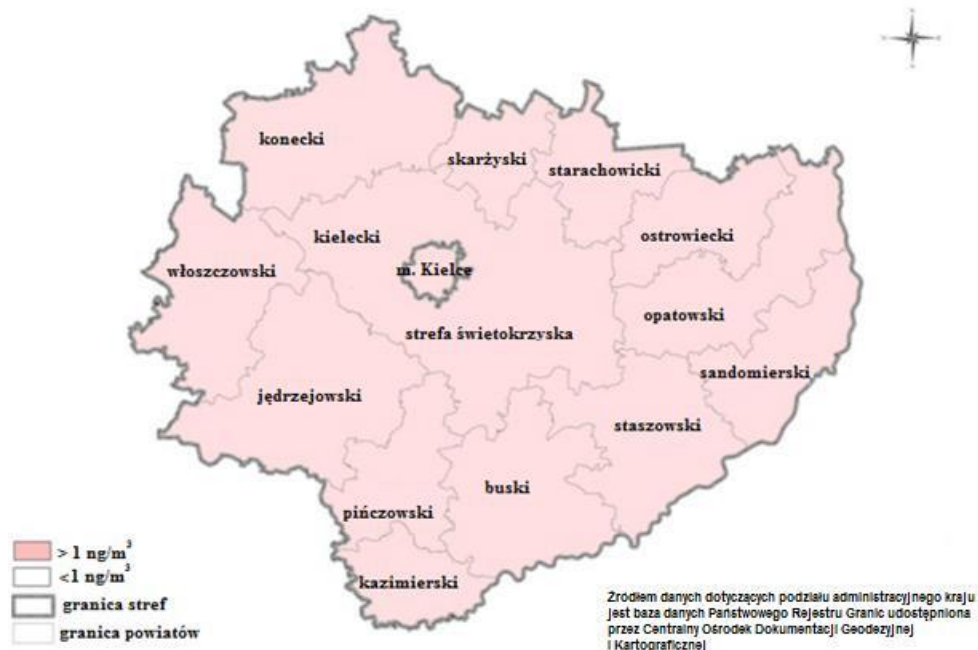 konecki
skarżyski
starachowicki
kielecki
ostrowiecki
włoszczowski
m. Kielce
opatowski
strefa świetokrzyska
sandomierski
jędrzejowski
staszowski
buski
pińczowski
kazimierski
> 1 ng/m³
<1 ng/m³
granica stref
granica powiatów
Źródłem danych dotyczących podziału administracyjnego kraju
jest baza danych Państwowego Rejestru Granic udostępniona
przez Centralny Ośrodek Dokumentacji Geodezyjnej
i Kartograficznej